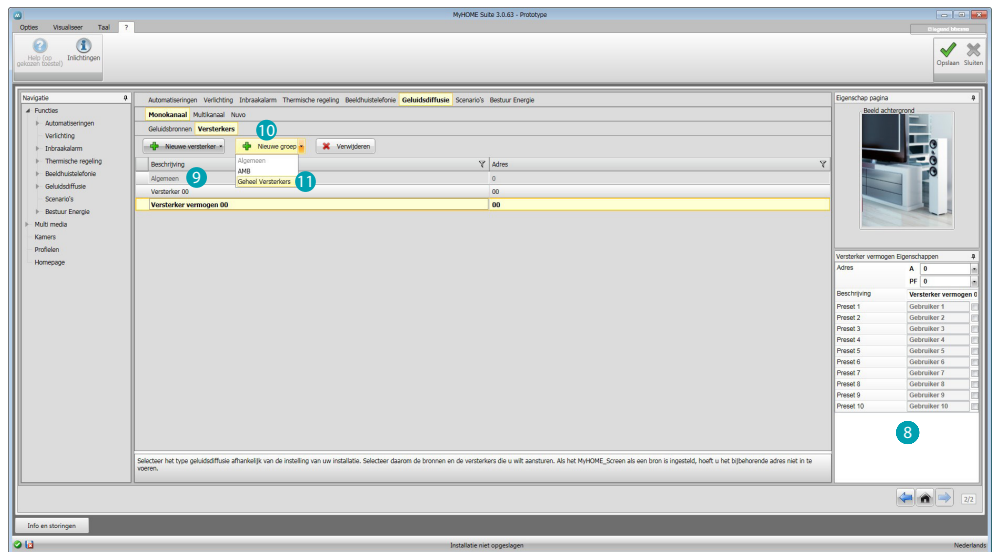 MyHOME Suite 3.0.63 - Prototype
Opties Visualiseer Taal ?
Help (op gekozen toestel)
Inlichtingen
Opslaan Sluiten
Navigatie
Functies
Automatiseringen
Verlichting
Inbraakalarm
Thermische regeling
Beeldhuistelefonie
Geluidsdiffusie
Scenario's
Bestuur Energie
Multi media
Kamers
Profielen
Homepage
Automatiseringen Verlichting Inbraakalarm Thermische regeling Beeldhuistelefonie Geluidsdiffusie Scenario's Bestuur Energie
Monokanaal Multikanaal Nuvo
Geluidsbronnen Versterkers
10
Nieuwe versterker Nieuwe groep Verwijderen
Beschrijving Adres
Algemeen
AMB
Geheel Versterkers
11
Algemeen 9 0
Versterker 00 00
Versterker vermogen 00 00
Selecteer het type geluidsdiffusie afhankelijk van de instelling van uw installatie. Selecteer daarom de bronnen en de versterkers die u wilt aansturen. Als het MyHOME_Screen als een bron is ingesteld, hoeft u het bijbehorende adres niet in te
voeren.
Eigenschap pagina
Beeld achtergrond
Versterker vermogen Eigenschappen
Adres A 0
PF 0
Beschrijving Versterker vermogen 0
Preset 1 Gebruiker 1
Preset 2 Gebruiker 2
Preset 3 Gebruiker 3
Preset 4 Gebruiker 4
Preset 5 Gebruiker 5
Preset 6 Gebruiker 6
Preset 7 Gebruiker 7
Preset 8 Gebruiker 8
Preset 9 Gebruiker 9
Preset 10 Gebruiker 10
8
2/2
Info en storingen
Installatie niet opgeslagen
Nederlands